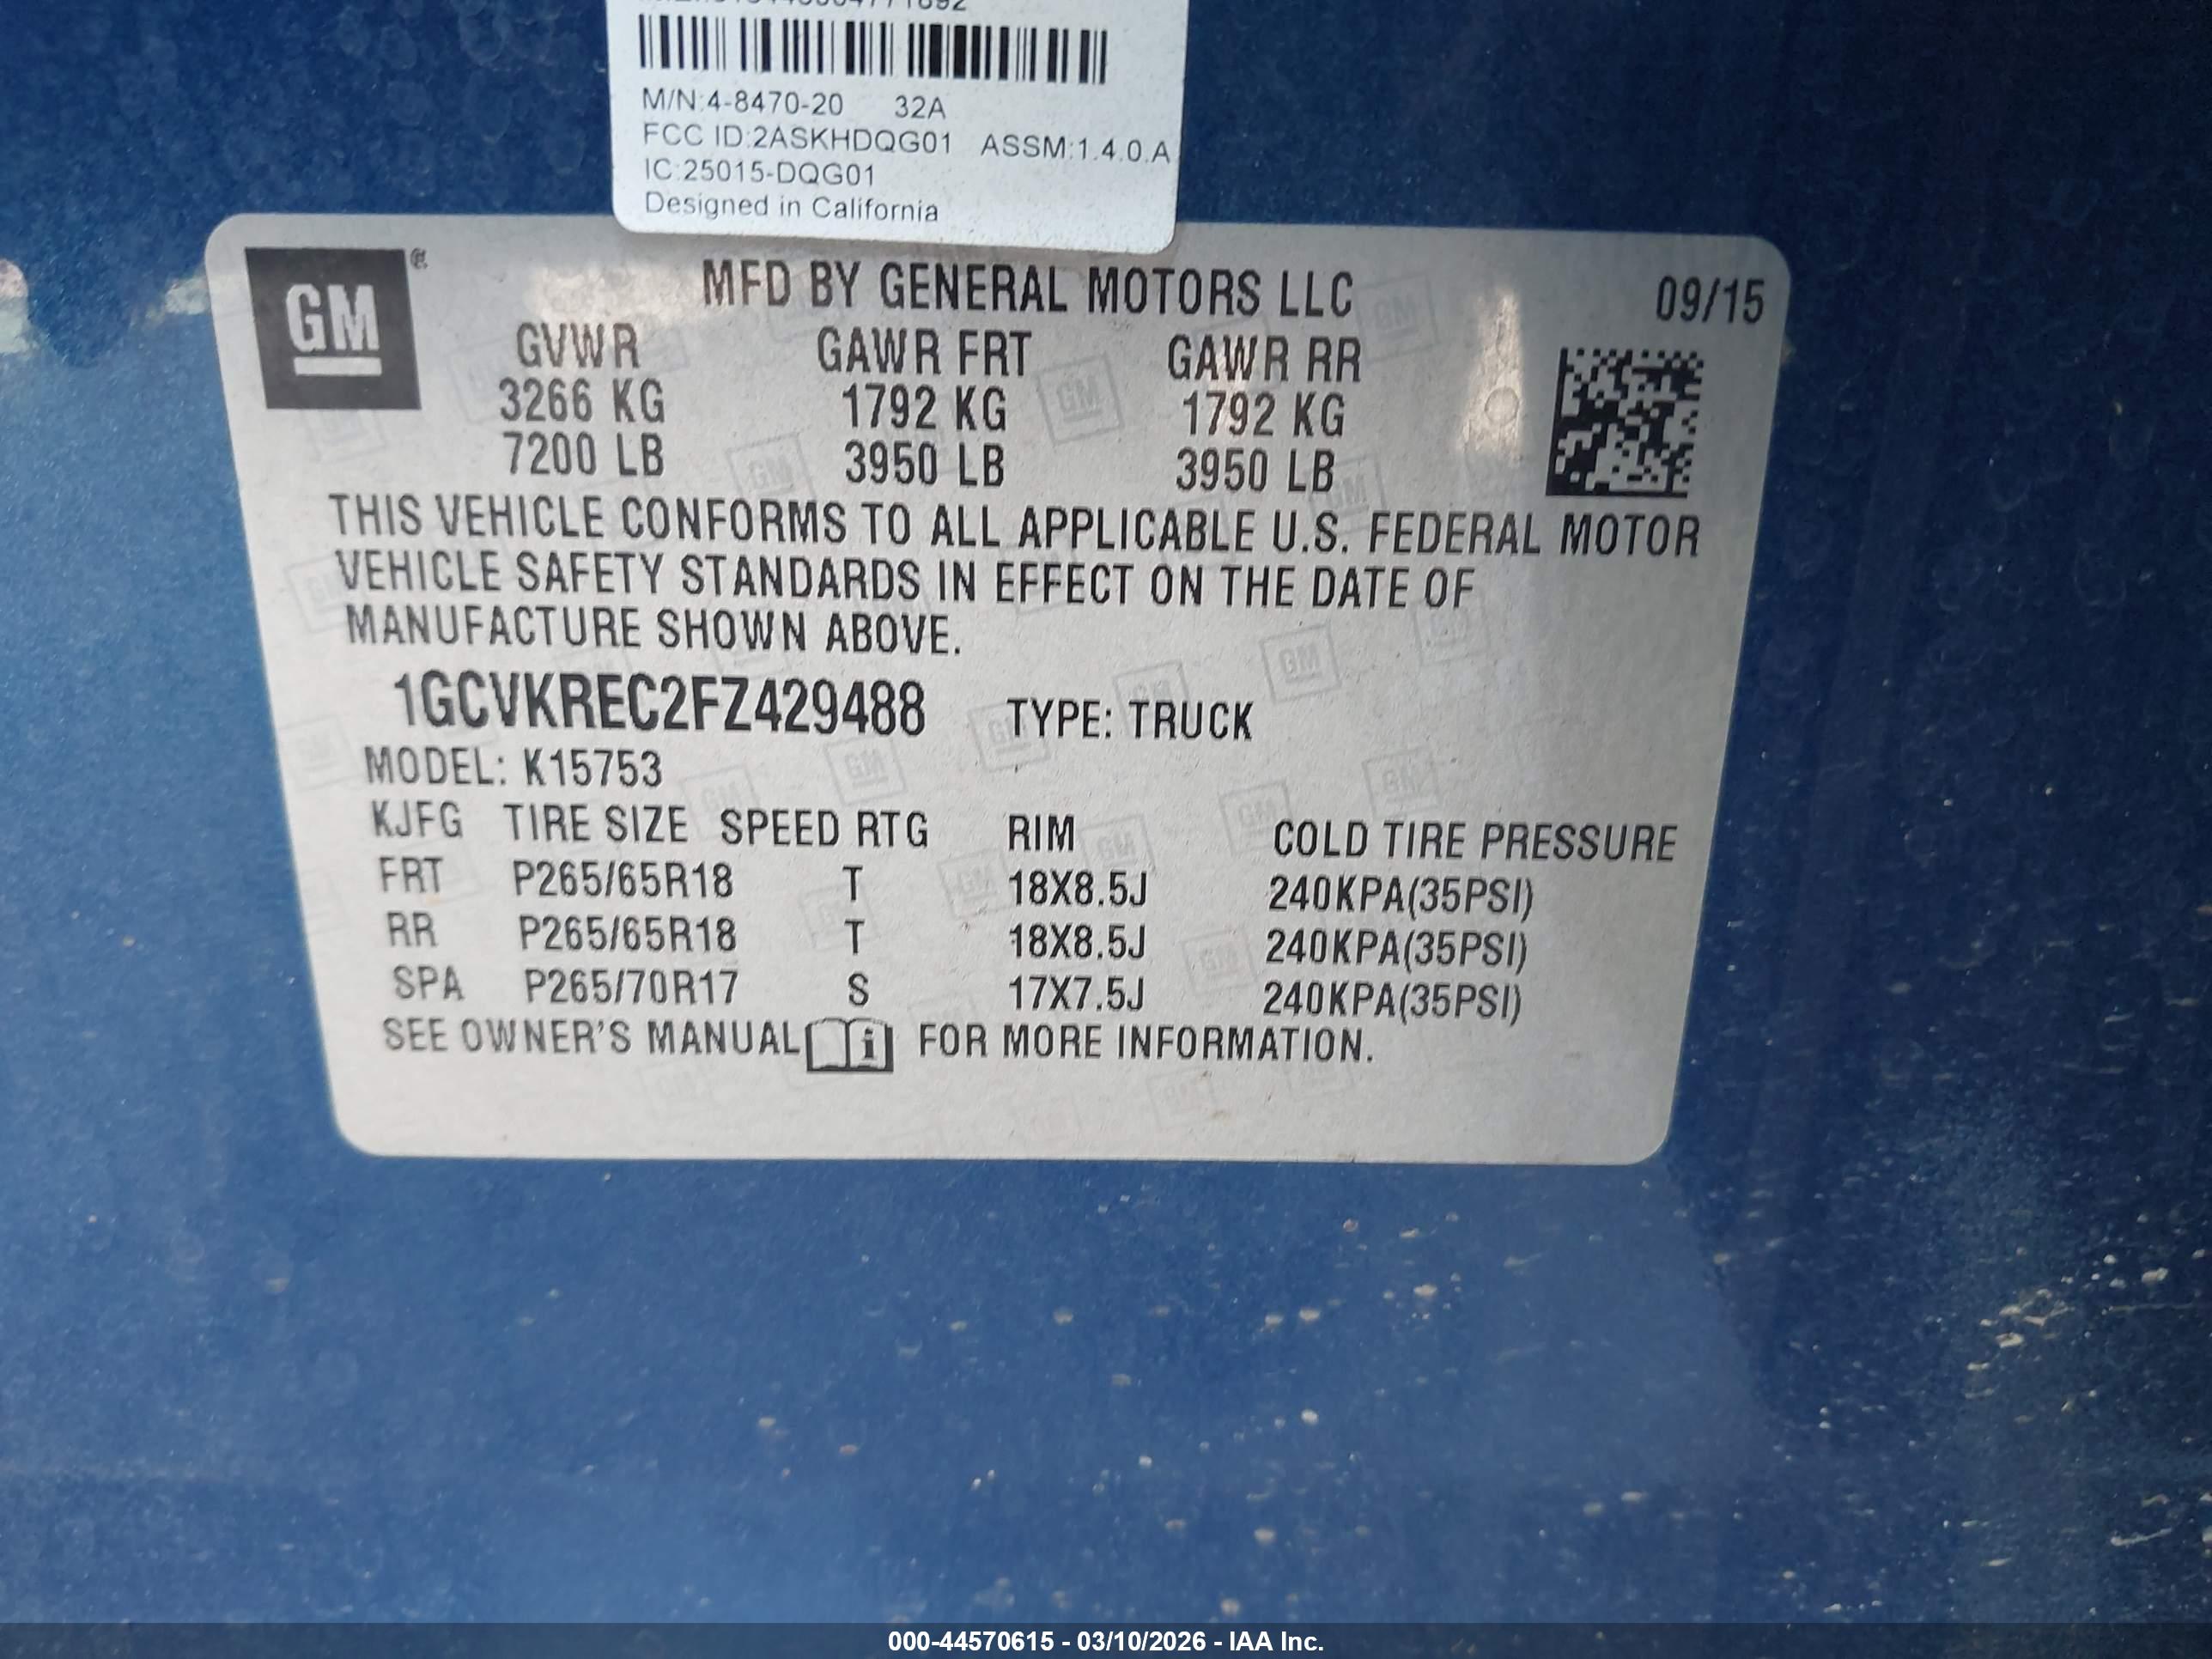 M/N:4-8470-20 32A
FCC ID:2ASKHDQG01 ASSM:1.4.0.A
IC:25015-DQG01
Designed in California
GM®
MFD BY GENERAL MOTORS LLC 09/15
GVWR GAWR FRT GAWR RR
3266 KG 1792 KG 1792 KG
7200 LB 3950 LB 3950 LB
THIS VEHICLE CONFORMS TO ALL APPLICABLE U.S. FEDERAL MOTOR
VEHICLE SAFETY STANDARDS IN EFFECT ON THE DATE OF
MANUFACTURE SHOWN ABOVE.
1GCVKREC2FZ429488 TYPE: TRUCK
MODEL: K15753
KJFG TIRE SIZE SPEED RTG RIM COLD TIRE PRESSURE
FRT P265/65R18 T 18X8.5J 240KPA(35PSI)
RR P265/65R18 T 18X8.5J 240KPA(35PSI)
SPA P265/70R17 S 17X7.5J 240KPA(35PSI)
SEE OWNER'S MANUAL i FOR MORE INFORMATION.
000-44570615 - 03/10/2026 - IAA Inc.